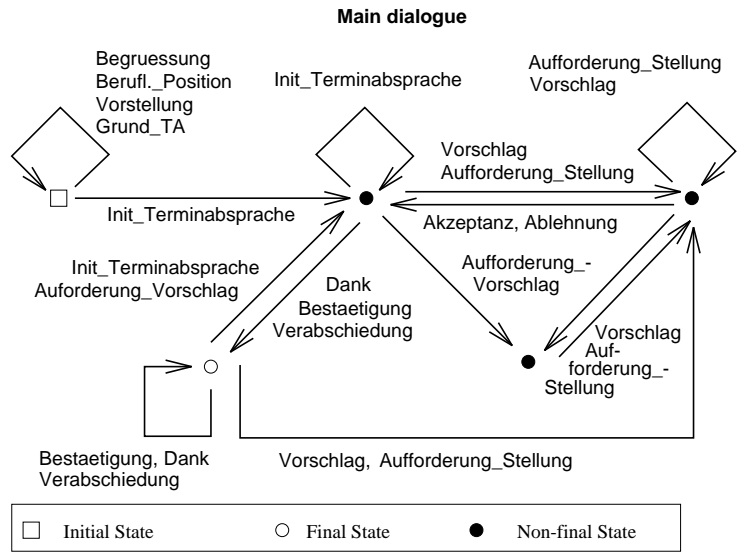 Main dialogue
Begruessung
Berufl._Position
Vorstellung
Grund_TA
Init_Terminabsprache
Aufforderung_Stellung
Vorschlag
Vorschlag
Aufforderung_Stellung
Init_Terminabsprache
Akzeptanz, Ablehnung
Init_Terminabsprache
Auforderung_Vorschlag
Dank
Bestaetigung
Verabschiedung
Aufforderung_-
Vorschlag
Vorschlag
Auf-
forderung_-
Stellung
Bestaetigung, Dank
Verabschiedung
Vorschlag, Aufforderung_Stellung
Initial State
Final State
Non-final State